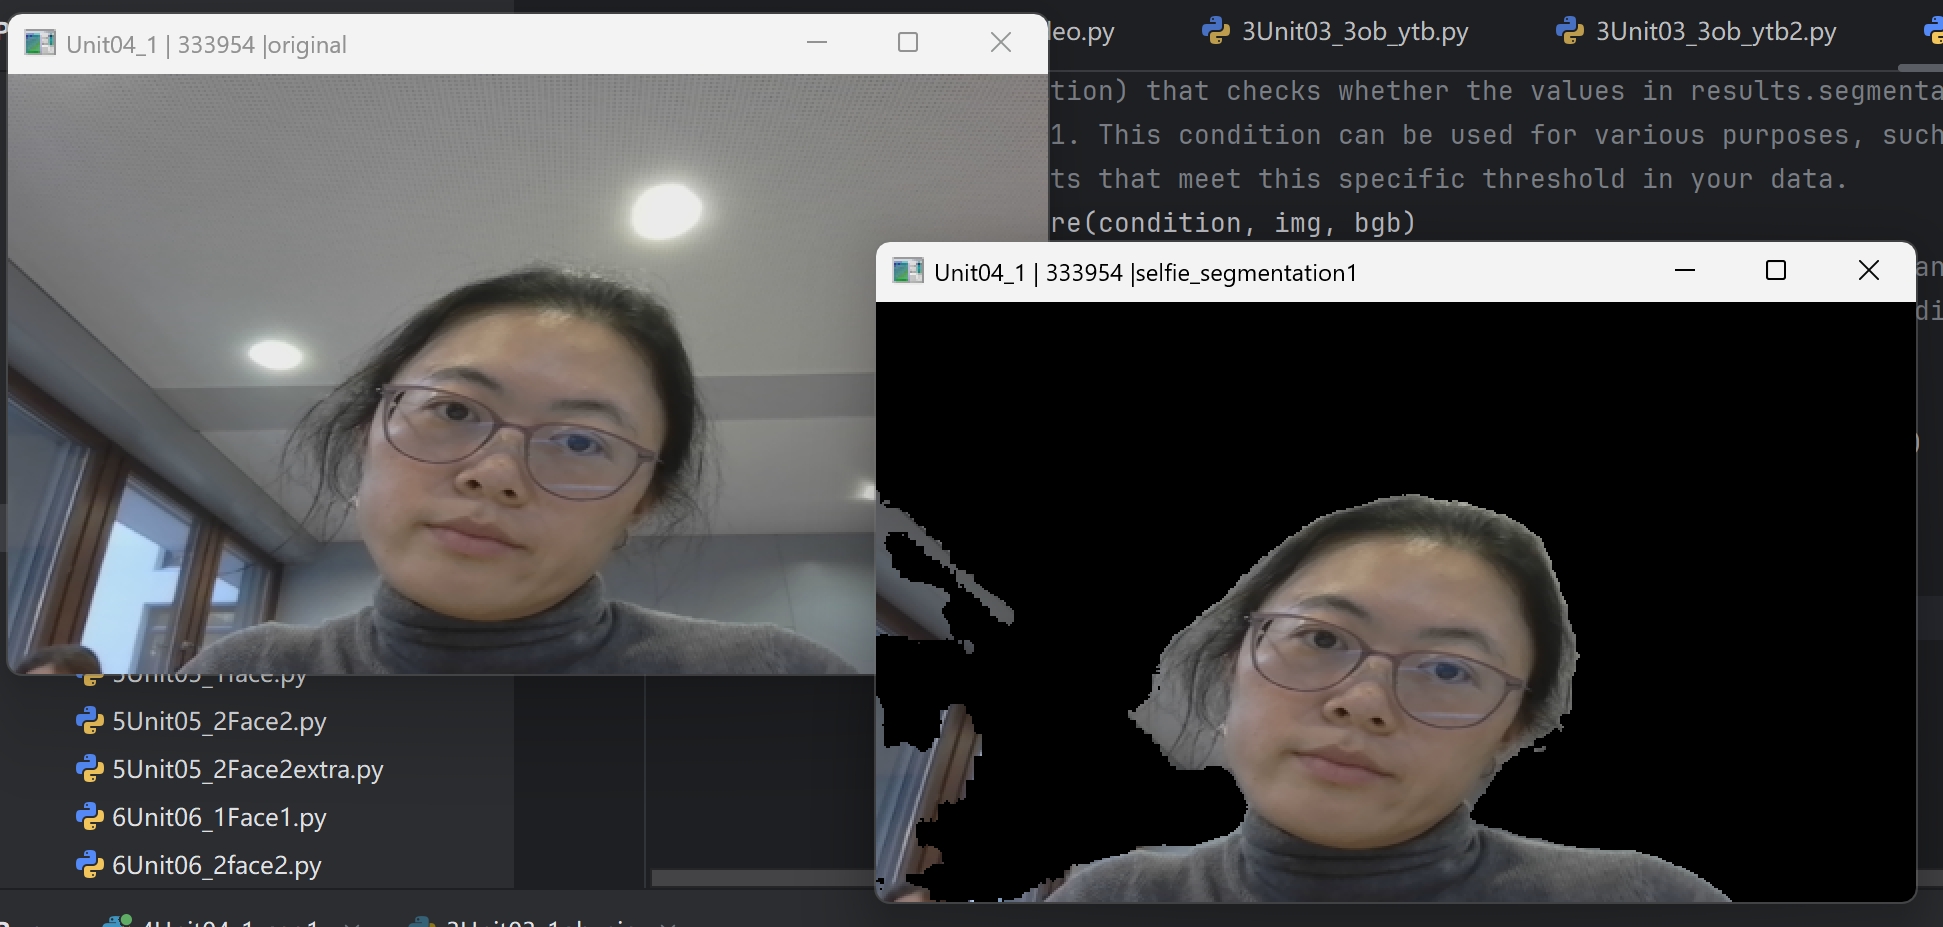 Unit04_1 | 333954 |original
leo.py
3Unit03_3ob_ytb.py
3Unit03_3ob_ytb2.py
tion) that checks whether the values in results.segmenta
1. This condition can be used for various purposes, such
ts that meet this specific threshold in your data.
re(condition, img, bgb)
Unit04_1 | 333954 |selfie_segmentation1
an
di
)
5Unit05_1face.py
5Unit05_2Face2.py
5Unit05_2Face2extra.py
6Unit06_1Face1.py
6Unit06_2face2.py